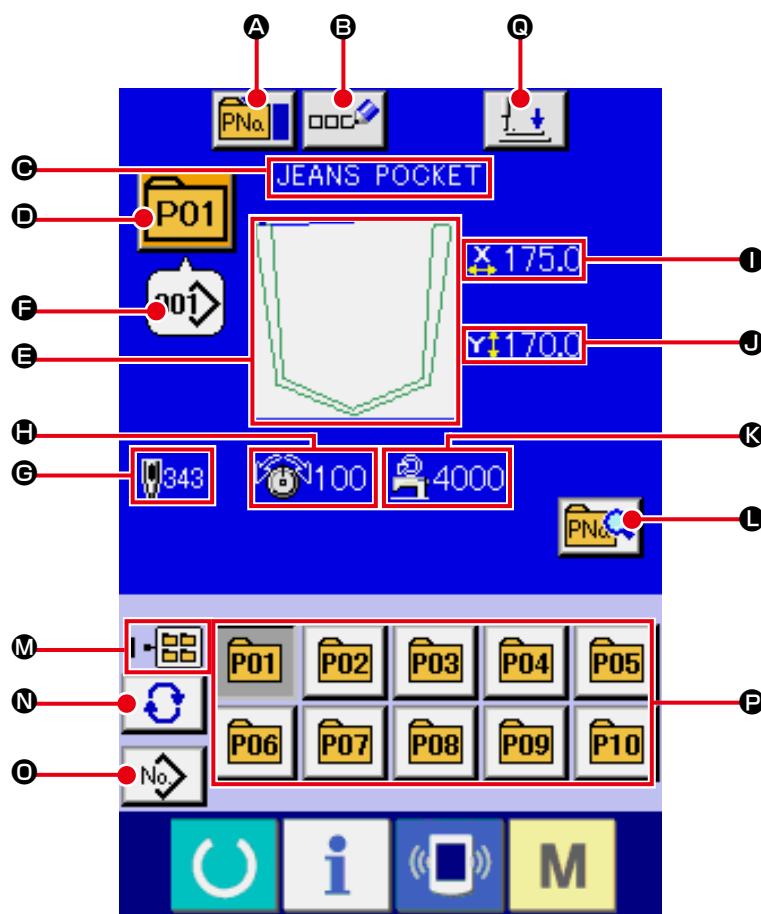 A B Q
PNo.
C JEANS POCKET
D P01
X 175.0 I
F 001
E
Y 170.0 J
H K
G 343 100 4000
PNo. L
M
P01 P02 P03 P04 P05
N
P
P06 P07 P08 P09 P10
O No.
i M